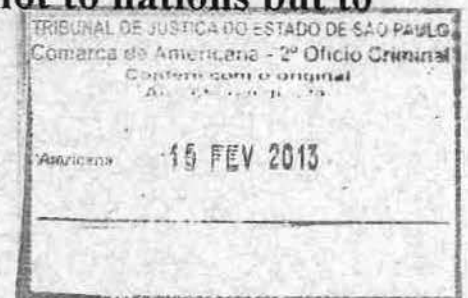 not to nations but to
TRIBUNAL DE JUSTIÇA DO ESTADO DE SÃO PAULO
Comarca de Americana - 2º Oficio Criminal
Confere com o original
Americana 15 FEV 2013